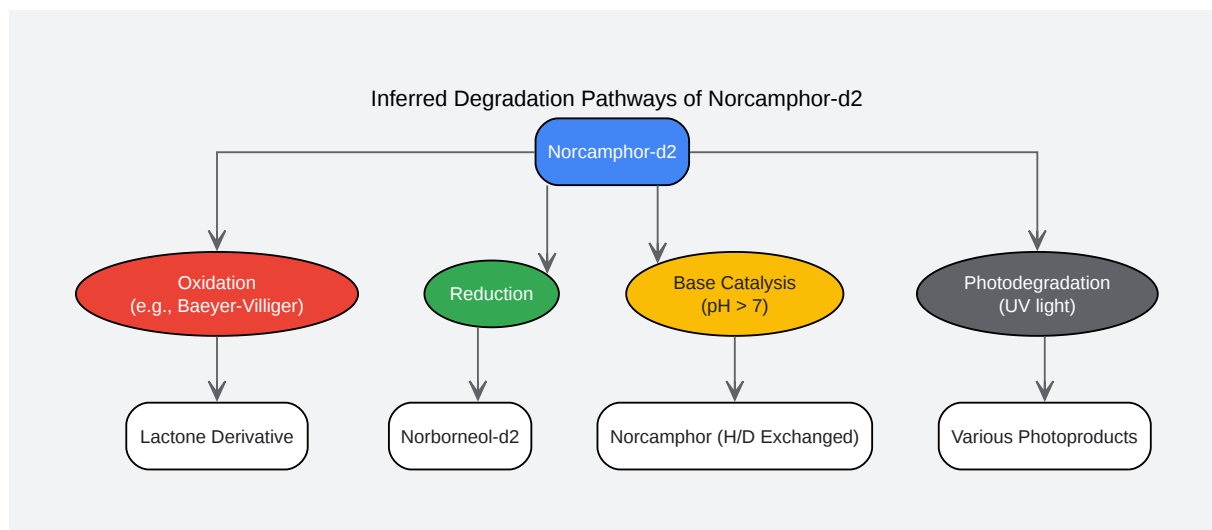 Inferred Degradation Pathways of Norcamphor-d2
Norcamphor-d2
Oxidation
(e.g., Baeyer-Villiger)
Reduction
Base Catalysis
(pH > 7)
Photodegradation
(UV light)
Lactone Derivative
Norborneol-d2
Norcamphor (H/D Exchanged)
Various Photoproducts